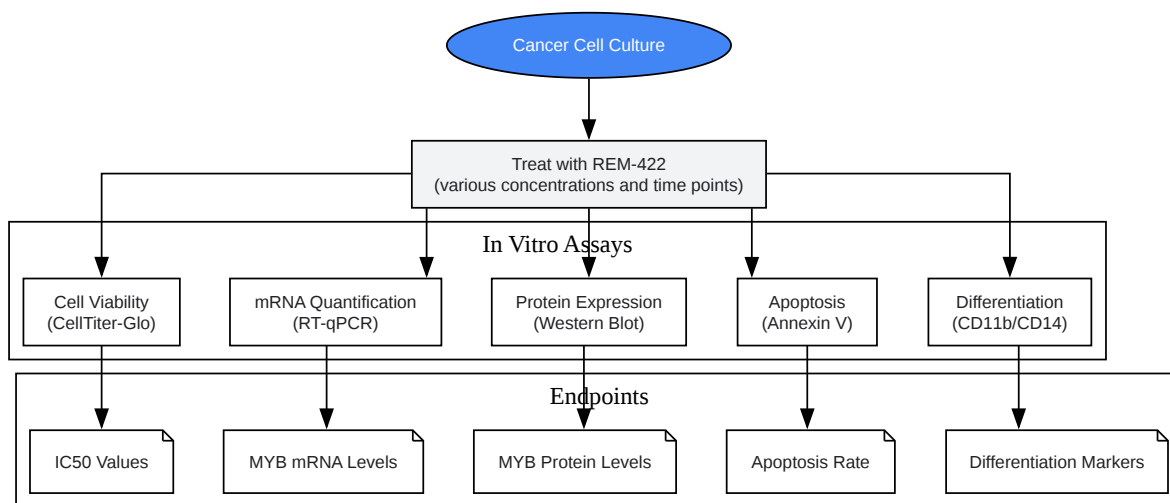 Cancer Cell Culture
Treat with REM-422
(various concentrations and time points)
In Vitro Assays
Cell Viability
(CellTiter-Glo)
mRNA Quantification
(RT-qPCR)
Protein Expression
(Western Blot)
Apoptosis
(Annexin V)
Differentiation
(CD11b/CD14)
Endpoints
IC50 Values
MYB mRNA Levels
MYB Protein Levels
Apoptosis Rate
Differentiation Markers